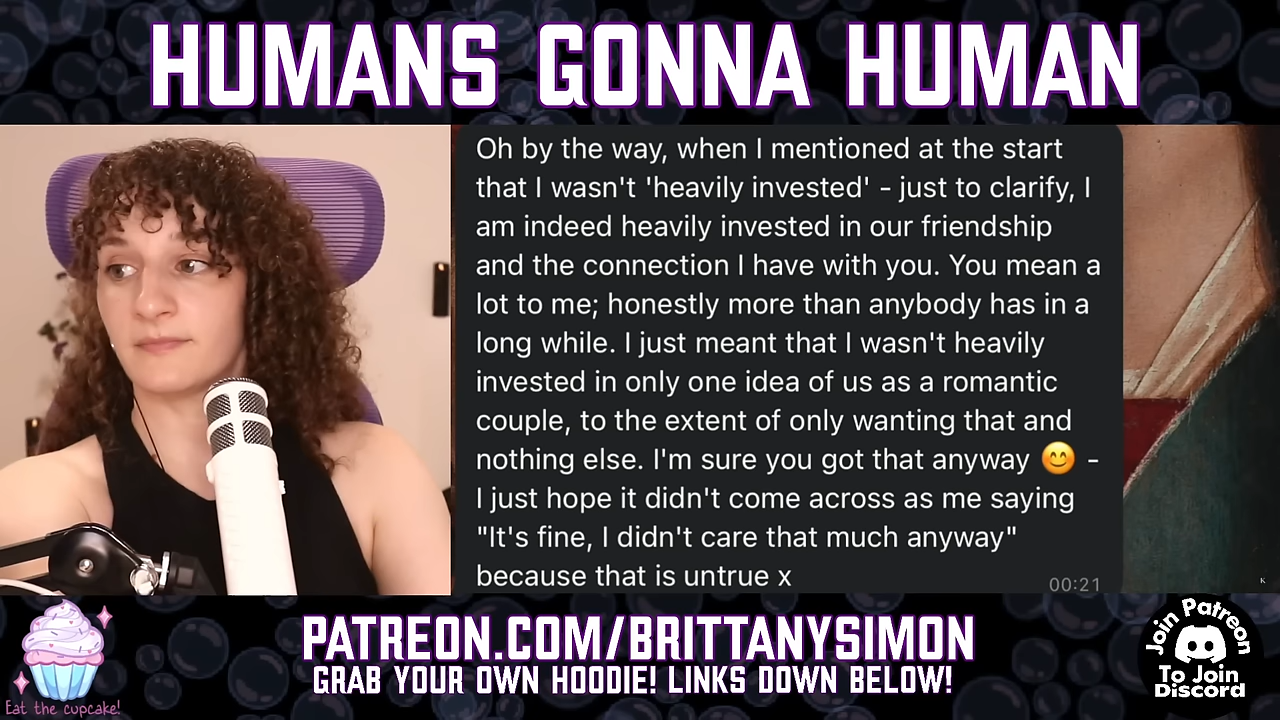 HUMANS GONNA HUMAN
Oh by the way, when I mentioned at the start
that I wasn't 'heavily invested' - just to clarify, I
am indeed heavily invested in our friendship
and the connection I have with you. You mean a
lot to me; honestly more than anybody has in a
long while. I just meant that I wasn't heavily
invested in only one idea of us as a romantic
couple, to the extent of only wanting that and
nothing else. I'm sure you got that anyway 😊 -
I just hope it didn't come across as me saying
"It's fine, I didn't care that much anyway"
because that is untrue x
00:21
K
PATREON.COM/BRITTANYSIMON
GRAB YOUR OWN HOODIE! LINKS DOWN BELOW!
Eat the cupcake!
Join Patreon
To Join
Discord